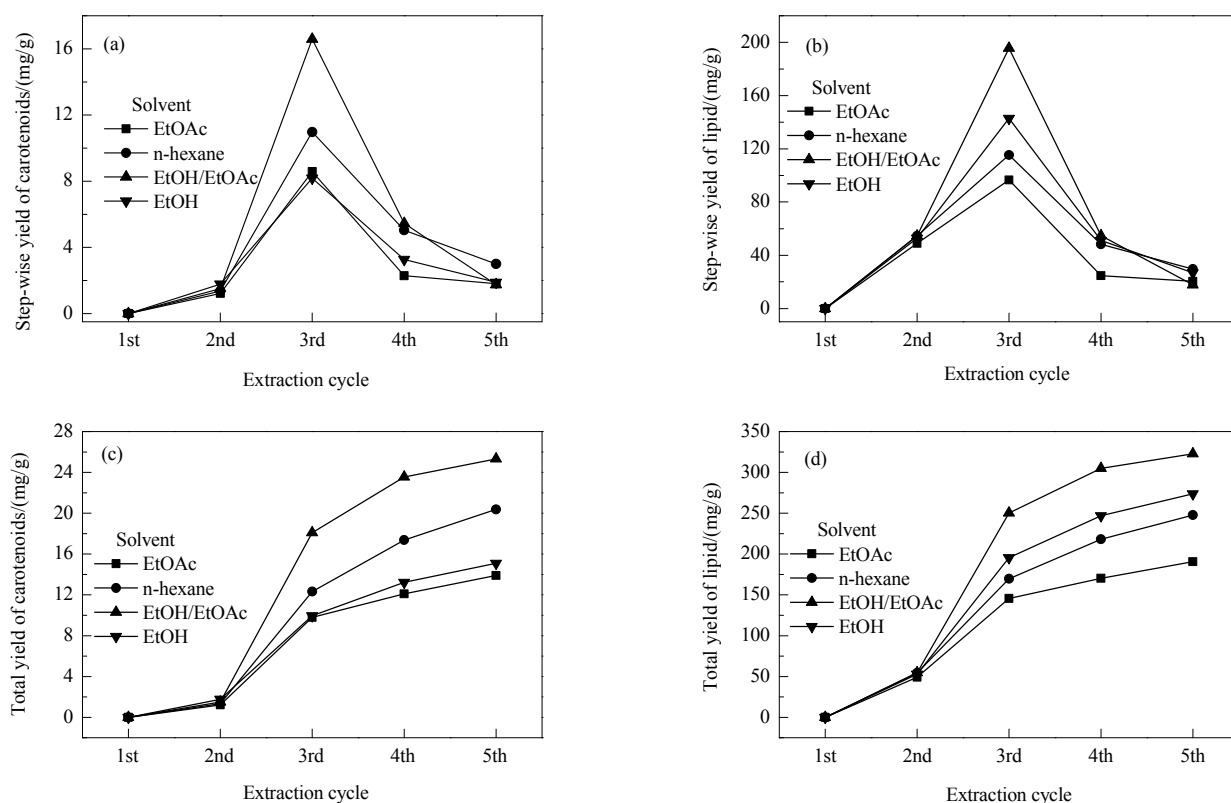 (a)
Step-wise yield of carotenoids/(mg/g)
16
12
8
4
0
Solvent
EtOAc
n-hexane
EtOH/EtOAc
EtOH
1st 2nd 3rd 4th 5th
Extraction cycle
(b)
Step-wise yield of lipid/(mg/g)
200
160
120
80
40
0
Solvent
EtOAc
n-hexane
EtOH/EtOAc
EtOH
1st 2nd 3rd 4th 5th
Extraction cycle
(c)
Total yield of carotenoids/(mg/g)
28
24
20
16
12
8
4
0
Solvent
EtOAc
n-hexane
EtOH/EtOAc
EtOH
1st 2nd 3rd 4th 5th
Extraction cycle
(d)
Total yield of lipid/(mg/g)
350
300
250
200
150
100
50
0
Solvent
EtOAc
n-hexane
EtOH/EtOAc
EtOH
1st 2nd 3rd 4th 5th
Extraction cycle